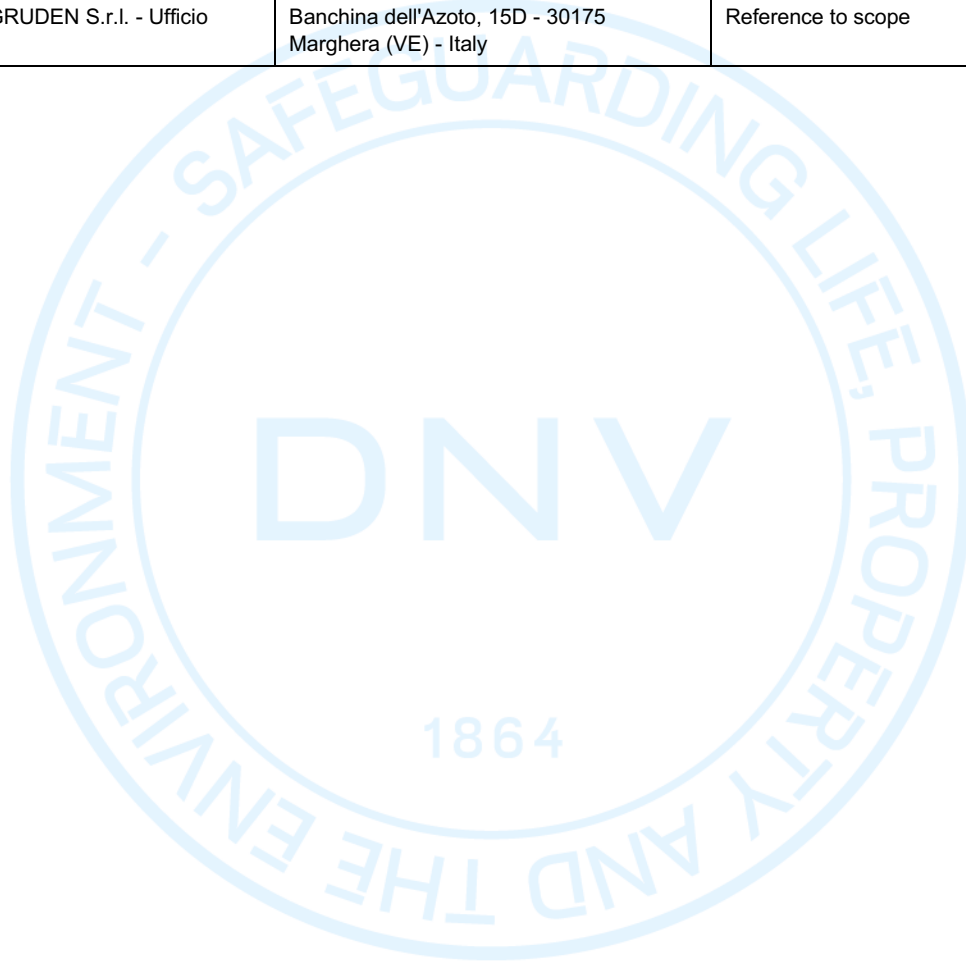 GRUDEN S.r.l. - Ufficio
Banchina dell'Azoto, 15D - 30175
Marghera (VE) - Italy
Reference to scope
SAFEGUARDING LIFE, PROPERTY AND THE ENVIRONMENT -
DNV
1864